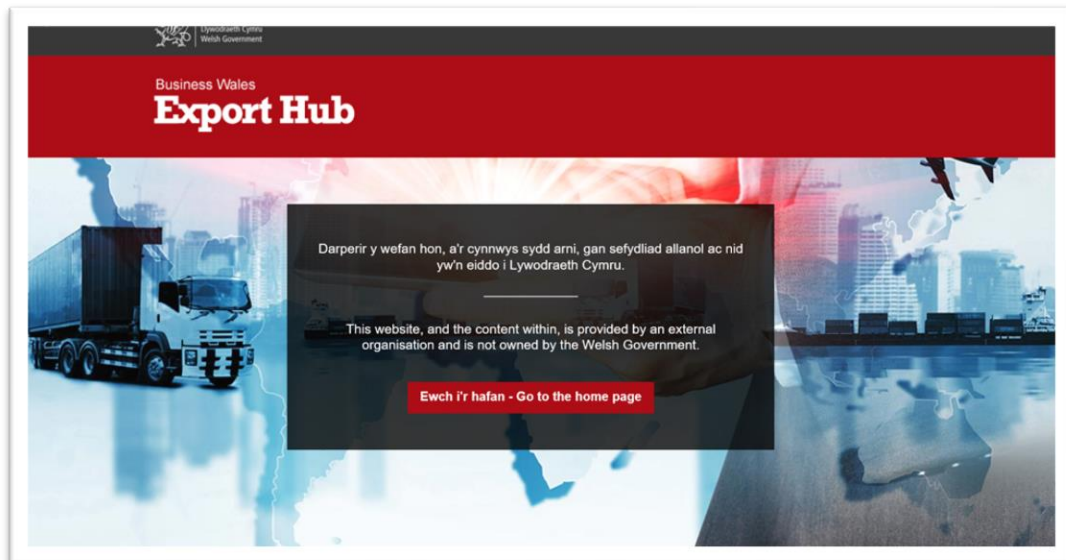 Llywodraeth Cymru
Welsh Government
Business Wales
Export Hub
Darperir y wefan hon, a'r cynnwys sydd arni, gan sefydliad allanol ac nid
yw'n eiddo i Lywodraeth Cymru.
This website, and the content within, is provided by an external
organisation and is not owned by the Welsh Government.
Ewch i'r hafan - Go to the home page